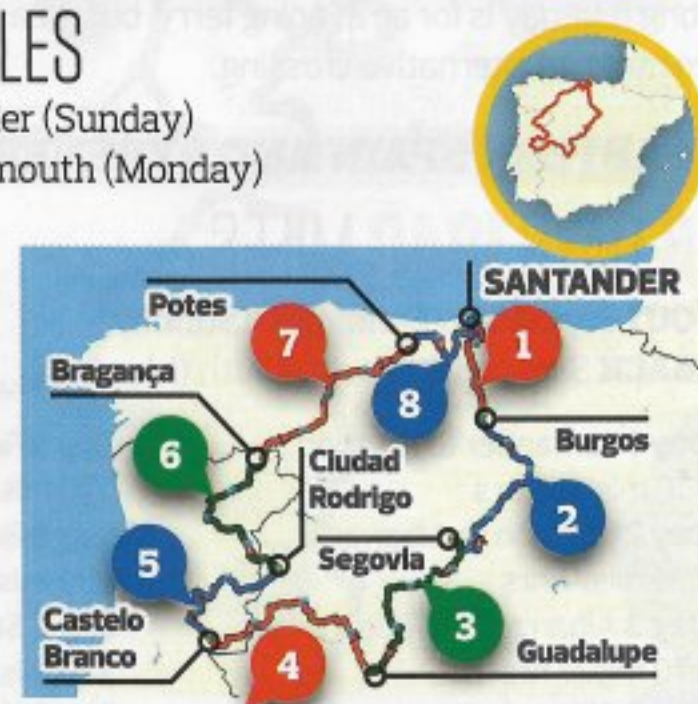 LES
er (Sunday)
mouth (Monday)
SANTANDER
Potes
7
1
8
Bragança
Burgos
6
Ciudad
Rodrigo
2
Segovia
5
3
Castelo
Branco
4
Guadalupe